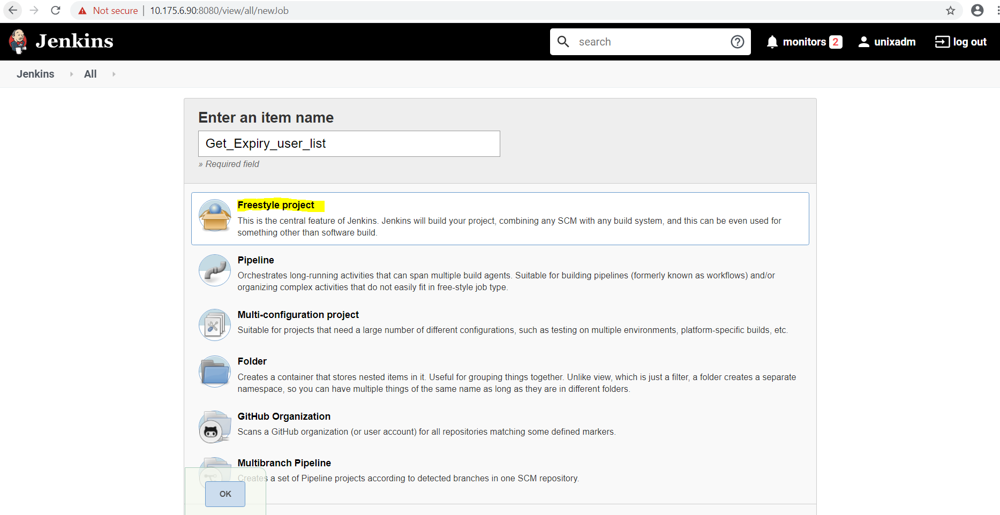 Not secure | 10.175.6.90:8080/view/all/newJob
Jenkins
search
monitors 2
unixadm
log out
Jenkins
All
Enter an item name
Get_Expiry_user_list
» Required field
Freestyle project
This is the central feature of Jenkins. Jenkins will build your project, combining any SCM with any build system, and this can be even used for
something other than software build.
Pipeline
Orchestrates long-running activities that can span multiple build agents. Suitable for building pipelines (formerly known as workflows) and/or
organizing complex activities that do not easily fit in free-style job type.
Multi-configuration project
Suitable for projects that need a large number of different configurations, such as testing on multiple environments, platform-specific builds, etc.
Folder
Creates a container that stores nested items in it. Useful for grouping things together. Unlike view, which is just a filter, a folder creates a separate
namespace, so you can have multiple things of the same name as long as they are in different folders.
GitHub Organization
Scans a GitHub organization (or user account) for all repositories matching some defined markers.
Multibranch Pipeline
Creates a set of Pipeline projects according to detected branches in one SCM repository.
OK